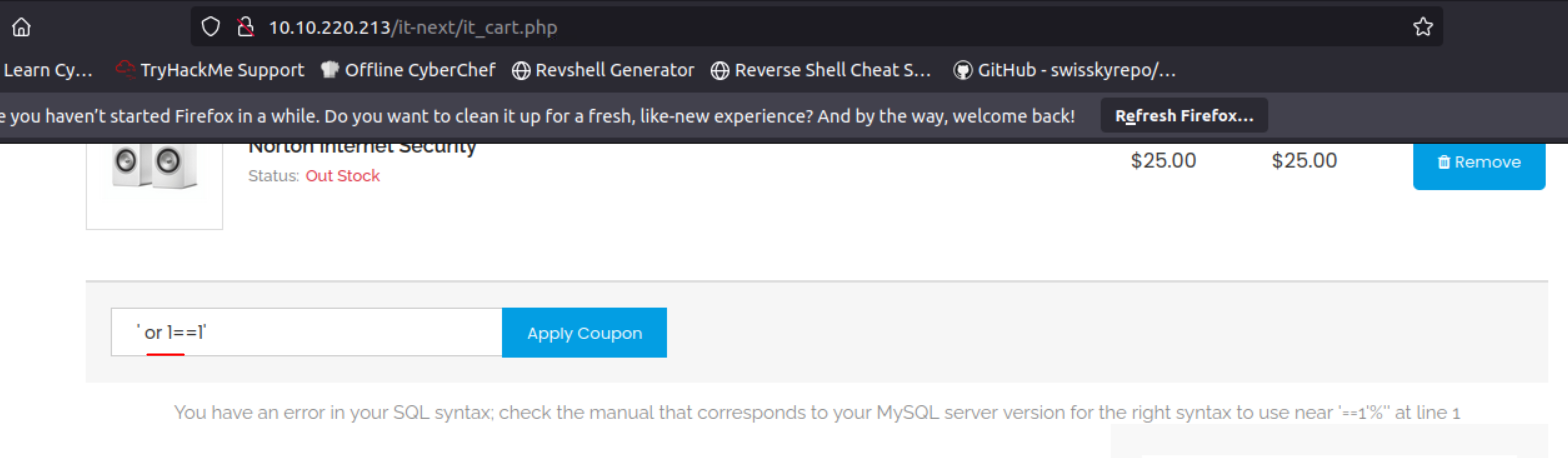 10.10.220.213/it-next/it_cart.php
Learn Cy… TryHackMe Support Offline CyberChef Revshell Generator Reverse Shell Cheat S… GitHub - swisskyrepo/…
e you haven't started Firefox in a while. Do you want to clean it up for a fresh, like-new experience? And by the way, welcome back! Refresh Firefox…
Norton Internet Security
$25.00 $25.00 Remove
Status: Out Stock
' or 1==1' Apply Coupon
You have an error in your SQL syntax; check the manual that corresponds to your MySQL server version for the right syntax to use near '==1'%'' at line 1